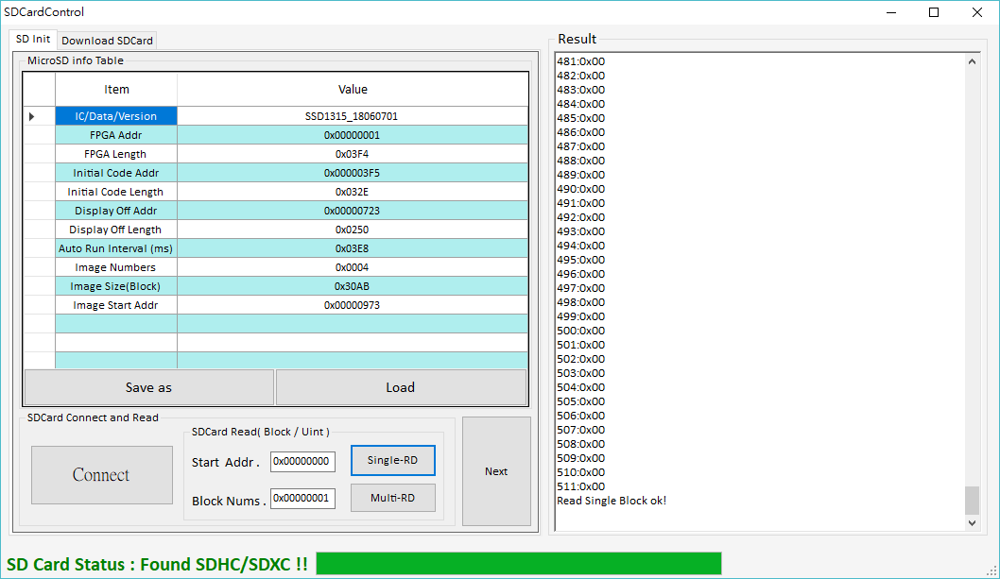 SDCardControl
SD Init Download SDCard
MicroSD info Table
Item Value
IC/Data/Version SSD1315_18060701
FPGA Addr 0x00000001
FPGA Length 0x03F4
Initial Code Addr 0x000003F5
Initial Code Length 0x032E
Display Off Addr 0x00000723
Display Off Length 0x0250
Auto Run Interval (ms) 0x03E8
Image Numbers 0x0004
Image Size(Block) 0x30AB
Image Start Addr 0x00000973
Save as Load
SDCard Connect and Read
Connect
SDCard Read( Block / Uint )
Start Addr . 0x00000000 Single-RD
Block Nums . 0x00000001 Multi-RD
Next
Result
481:0x00
482:0x00
483:0x00
484:0x00
485:0x00
486:0x00
487:0x00
488:0x00
489:0x00
490:0x00
491:0x00
492:0x00
493:0x00
494:0x00
495:0x00
496:0x00
497:0x00
498:0x00
499:0x00
500:0x00
501:0x00
502:0x00
503:0x00
504:0x00
505:0x00
506:0x00
507:0x00
508:0x00
509:0x00
510:0x00
511:0x00
Read Single Block ok!
SD Card Status : Found SDHC/SDXC !!